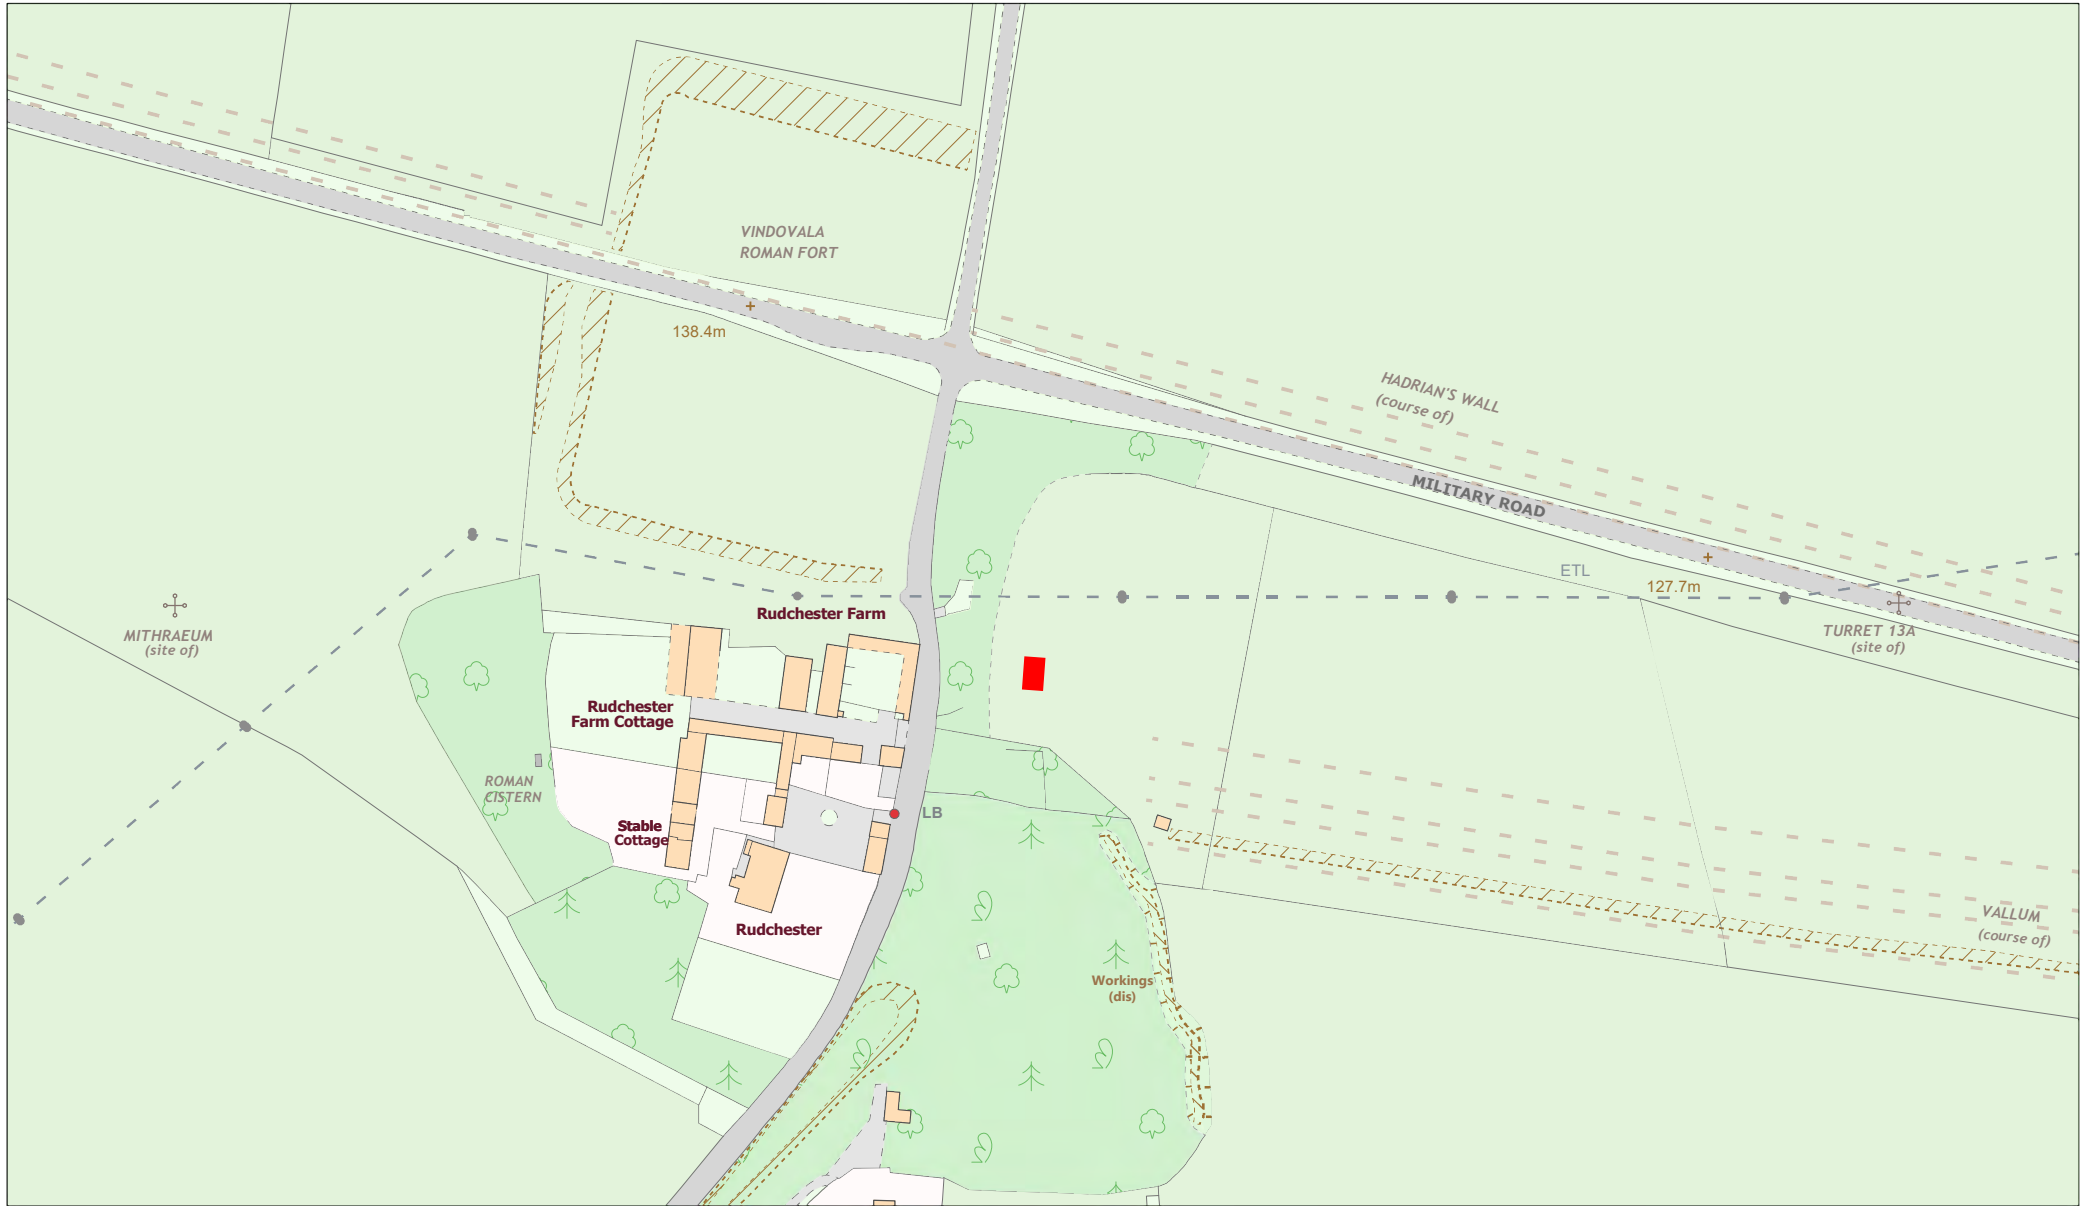 VINDOVALA
ROMAN FORT
138.4m
HADRIAN'S WALL
(course of)
MILITARY ROAD
ETL
127.7m
TURRET 13A
(site of)
MITHRAEUM
(site of)
Rudchester Farm
Rudchester
Farm Cottage
ROMAN
CISTERN
Stable
Cottage
LB
Rudchester
VALLUM
(course of)
Workings
(dis)